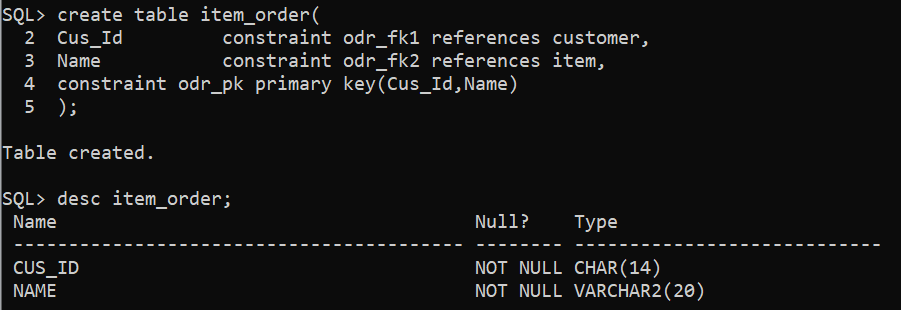 SQL> create table item_order(
  2  Cus_Id         constraint odr_fk1 references customer,
  3  Name           constraint odr_fk2 references item,
  4  constraint odr_pk primary key(Cus_Id,Name)
  5  );
Table created.
SQL> desc item_order;
 Name                                      Null?    Type
 ----------------------------------------- -------- ----------------------------
 CUS_ID                                    NOT NULL CHAR(14)
 NAME                                      NOT NULL VARCHAR2(20)